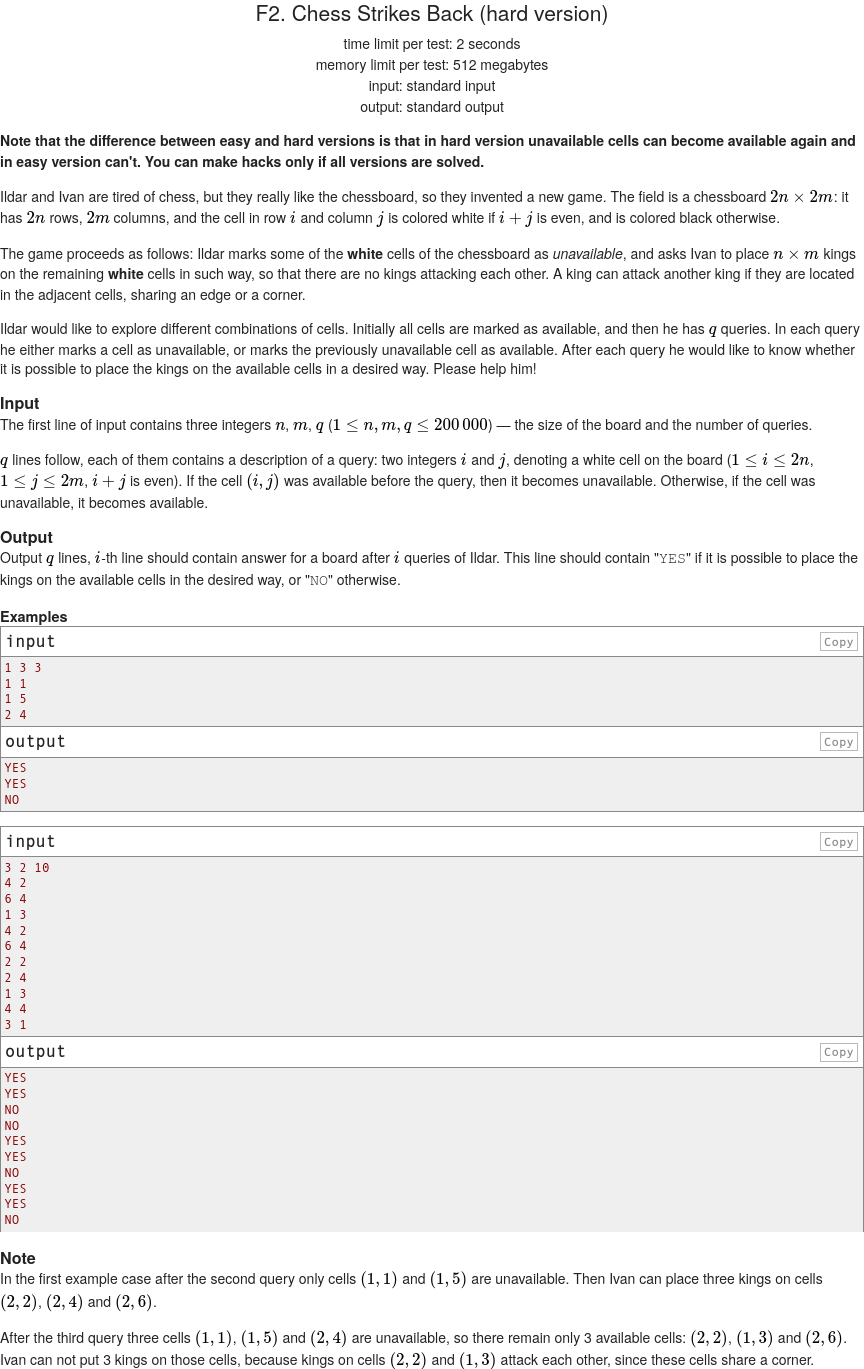 F2. Chess Strikes Back (hard version)
time limit per test: 2 seconds
memory limit per test: 512 megabytes
input: standard input
output: standard output
Note that the difference between easy and hard versions is that in hard version unavailable cells can become available again and
in easy version can't. You can make hacks only if all versions are solved.
Ildar and Ivan are tired of chess, but they really like the chessboard, so they invented a new game. The field is a chessboard 2n × 2m: it
has 2n rows, 2m columns, and the cell in row i and column j is colored white if i + j is even, and is colored black otherwise.
The game proceeds as follows: Ildar marks some of the white cells of the chessboard as unavailable, and asks Ivan to place n × m kings
on the remaining white cells in such way, so that there are no kings attacking each other. A king can attack another king if they are located
in the adjacent cells, sharing an edge or a corner.
Ildar would like to explore different combinations of cells. Initially all cells are marked as available, and then he has q queries. In each query
he either marks a cell as unavailable, or marks the previously unavailable cell as available. After each query he would like to know whether
it is possible to place the kings on the available cells in a desired way. Please help him!
Input
The first line of input contains three integers n, m, q (1 ≤ n, m, q ≤ 200 000) — the size of the board and the number of queries.
q lines follow, each of them contains a description of a query: two integers i and j, denoting a white cell on the board (1 ≤ i ≤ 2n,
1 ≤ j ≤ 2m, i + j is even). If the cell (i, j) was available before the query, then it becomes unavailable. Otherwise, if the cell was
unavailable, it becomes available.
Output
Output q lines, i-th line should contain answer for a board after i queries of Ildar. This line should contain "YES" if it is possible to place the
kings on the available cells in the desired way, or "NO" otherwise.
Examples
input
Copy
1 3 3
1 1
1 5
2 4
output
Copy
YES
YES
NO
input
Copy
3 2 10
4 2
6 4
1 3
4 2
6 4
2 2
2 4
1 3
4 4
3 1
output
Copy
YES
YES
NO
NO
YES
YES
NO
YES
YES
NO
Note
In the first example case after the second query only cells (1, 1) and (1, 5) are unavailable. Then Ivan can place three kings on cells
(2, 2), (2, 4) and (2, 6).
After the third query three cells (1, 1), (1, 5) and (2, 4) are unavailable, so there remain only 3 available cells: (2, 2), (1, 3) and (2, 6).
Ivan can not put 3 kings on those cells, because kings on cells (2, 2) and (1, 3) attack each other, since these cells share a corner.